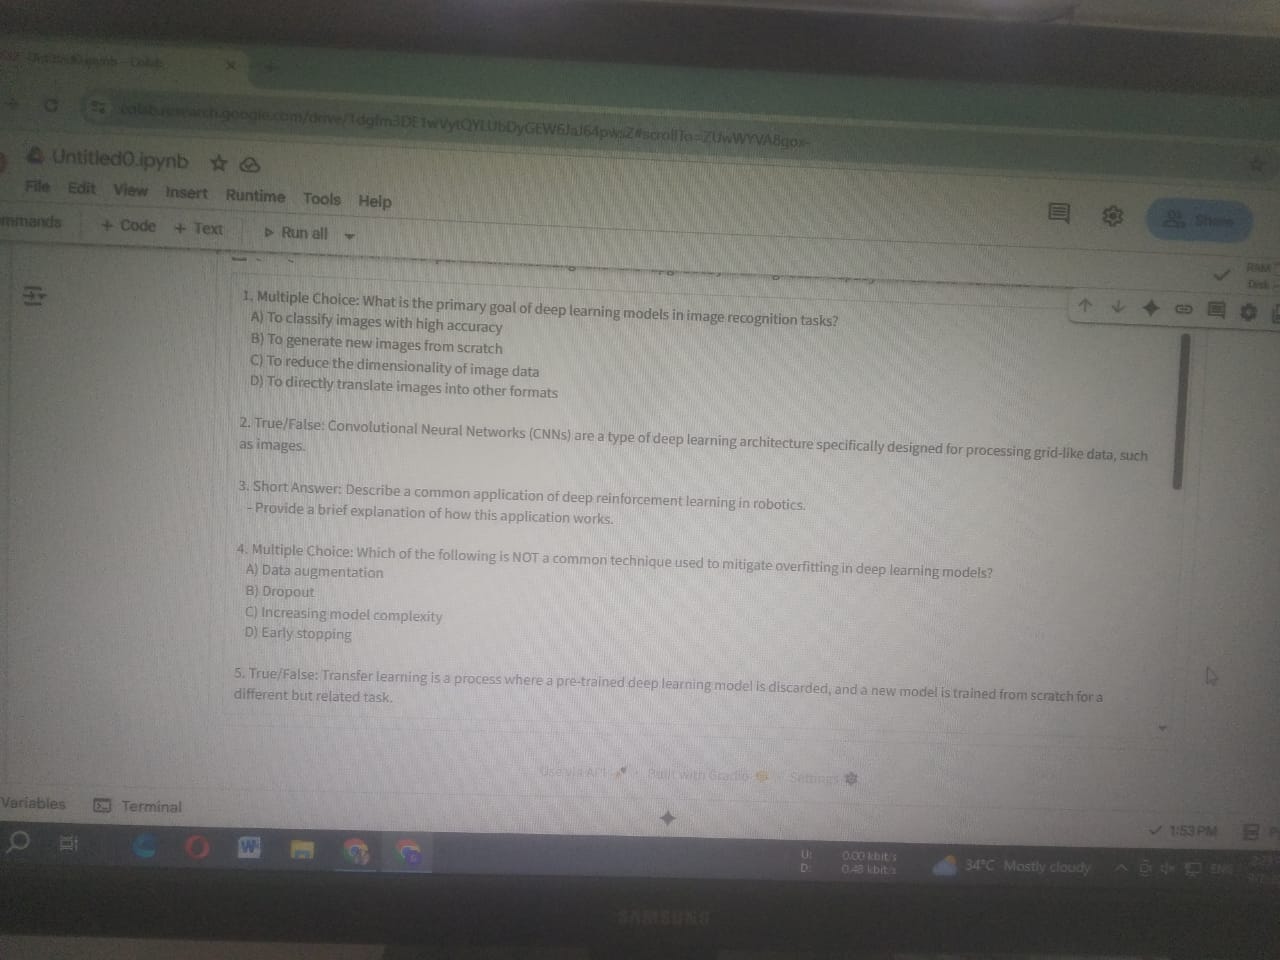 Untitled0.ipynb - Colab
colab.research.google.com/drive/
Untitled0.ipynb
File Edit View Insert Runtime Tools Help
Share
mmands + Code + Text Run all
RAM
Disk
1. Multiple Choice: What is the primary goal of deep learning models in image recognition tasks?
A) To classify images with high accuracy
B) To generate new images from scratch
C) To reduce the dimensionality of image data
D) To directly translate images into other formats
2. True/False: Convolutional Neural Networks (CNNs) are a type of deep learning architecture specifically designed for processing grid-like data, such
as images.
3. Short Answer: Describe a common application of deep reinforcement learning in robotics.
- Provide a brief explanation of how this application works.
4. Multiple Choice: Which of the following is NOT a common technique used to mitigate overfitting in deep learning models?
A) Data augmentation
B) Dropout
C) Increasing model complexity
D) Early stopping
5. True/False: Transfer learning is a process where a pre-trained deep learning model is discarded, and a new model is trained from scratch for a
different but related task.
Use via API · Built with Gradio · Settings
Variables Terminal
1:53 PM
U: 0.00 kbit/s
D: 0.48 kbit/s
34°C Mostly cloudy
ENG
SAMSUNG